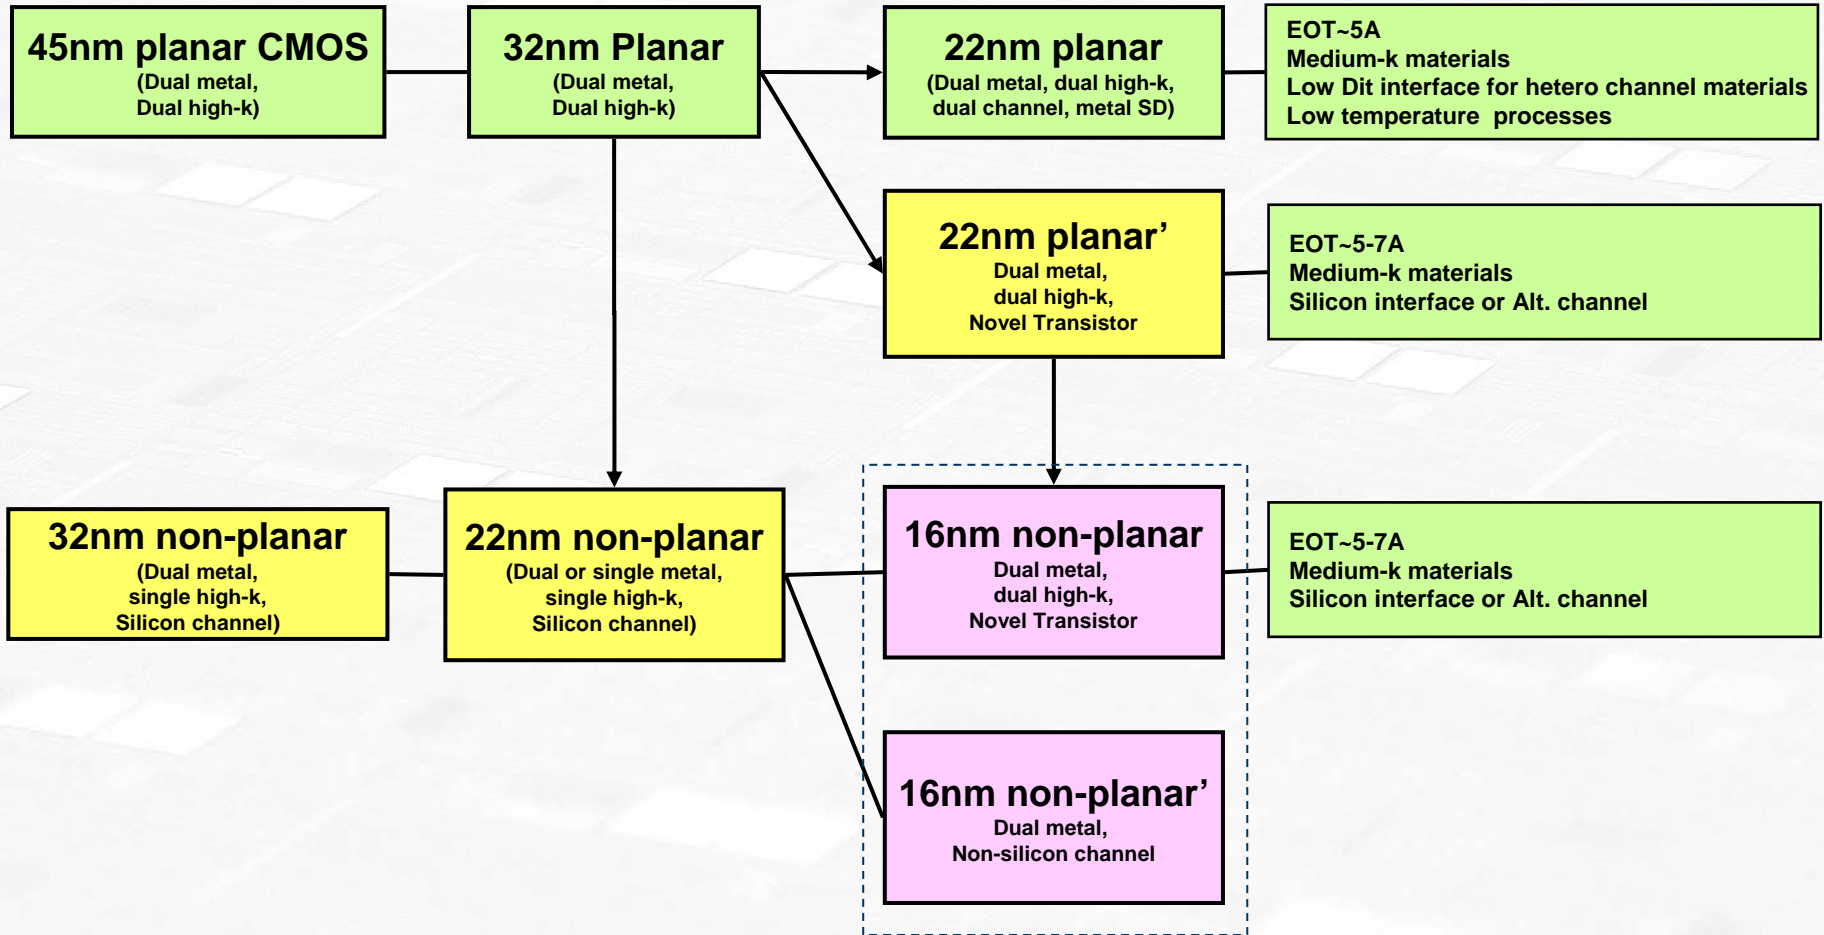 45nm planar CMOS
(Dual metal,
Dual high-k)
32nm Planar
(Dual metal,
Dual high-k)
22nm planar
(Dual metal, dual high-k,
dual channel, metal SD)
EOT~5A
Medium-k materials
Low Dit interface for hetero channel materials
Low temperature processes
22nm planar’
Dual metal,
dual high-k,
Novel Transistor
EOT~5-7A
Medium-k materials
Silicon interface or Alt. channel
32nm non-planar
(Dual metal,
single high-k,
Silicon channel)
22nm non-planar
(Dual or single metal,
single high-k,
Silicon channel)
16nm non-planar
Dual metal,
dual high-k,
Novel Transistor
EOT~5-7A
Medium-k materials
Silicon interface or Alt. channel
16nm non-planar’
Dual metal,
Non-silicon channel